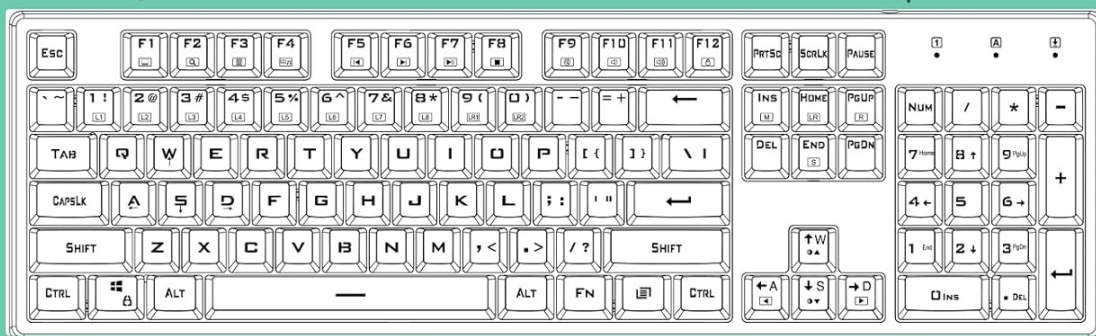 Esc F1 F2 F3 F4 F5 F6 F7 F8 F9 F10 F11 F12 PrtSc ScrLk Pause 1 A
` ~ 1 ! 2 @ 3 # 4 $ 5 % 6 ^ 7 & 8 * 9 ( 0 ) - - = + ← Ins Home PgUp Num / * -
L1 L2 L3 L4 L5 L6 L7 L8 LR1 LR2 M LR R
Tab Q W E R T Y U I O P [ { ] } \ | Del End PgDn 7 Home 8 ↑ 9 PgUp +
S
CapsLk A S D F G H J K L ; : ' " ↵ 4 ← 5 6 →
Shift Z X C V B N M , < . > / ? Shift ↑ W 1 End 2 ↓ 3 PgDn ↵
Ctrl Alt Alt Fn Ctrl ← A ↓ S → D 0 Ins . Del